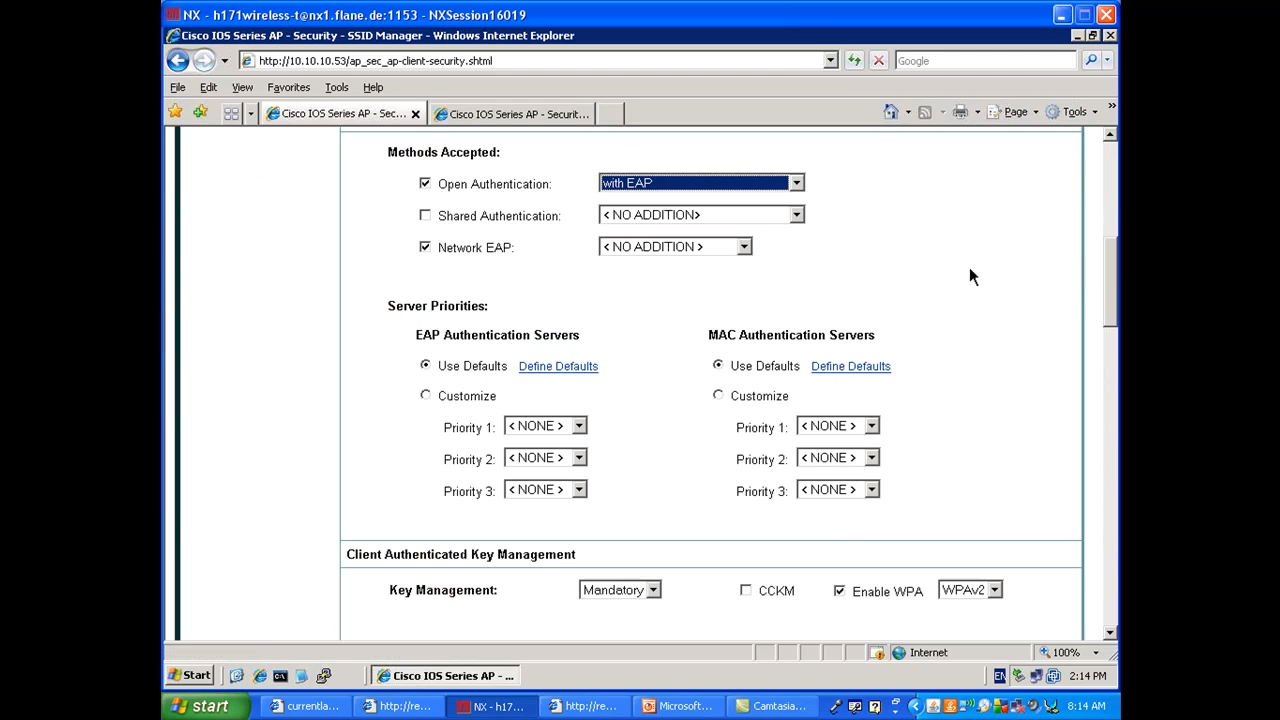 NX - h171wireless-t@nx1.flane.de:1153 - NXSession16019
Cisco IOS Series AP - Security - SSID Manager - Windows Internet Explorer
http://10.10.10.53/ap_sec_ap-client-security.shtml
Google
File Edit View Favorites Tools Help
Cisco IOS Series AP - Sec... Cisco IOS Series AP - Securit... Page Tools
Methods Accepted:
Open Authentication: with EAP
Shared Authentication: < NO ADDITION>
Network EAP: < NO ADDITION >
Server Priorities:
EAP Authentication Servers MAC Authentication Servers
Use Defaults Define Defaults Use Defaults Define Defaults
Customize Customize
Priority 1: < NONE > Priority 1: < NONE >
Priority 2: < NONE > Priority 2: < NONE >
Priority 3: < NONE > Priority 3: < NONE >
Client Authenticated Key Management
Key Management: Mandatory CCKM Enable WPA WPAv2
Internet 100%
Start Cisco IOS Series AP - ... EN 2:14 PM
start currentla... http://re... NX - h17... http://re... Microsoft... Camtasia... 8:14 AM